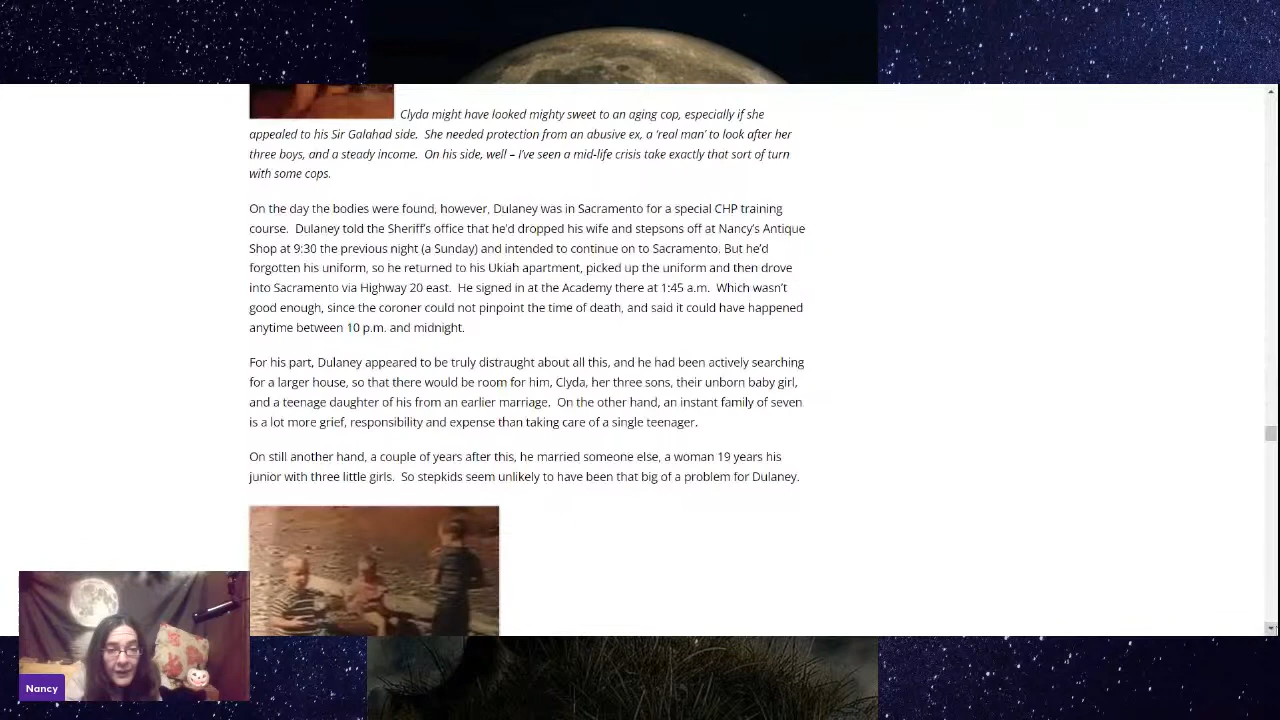 Clyda might have looked mighty sweet to an aging cop, especially if she
appealed to his Sir Galahad side.  She needed protection from an abusive ex, a 'real man' to look after her
three boys, and a steady income.  On his side, well – I've seen a mid-life crisis take exactly that sort of turn
with some cops.
On the day the bodies were found, however, Dulaney was in Sacramento for a special CHP training
course.  Dulaney told the Sheriff's office that he'd dropped his wife and stepsons off at Nancy's Antique
Shop at 9:30 the previous night (a Sunday) and intended to continue on to Sacramento. But he'd
forgotten his uniform, so he returned to his Ukiah apartment, picked up the uniform and then drove
into Sacramento via Highway 20 east.  He signed in at the Academy there at 1:45 a.m.  Which wasn't
good enough, since the coroner could not pinpoint the time of death, and said it could have happened
anytime between 10 p.m. and midnight.
For his part, Dulaney appeared to be truly distraught about all this, and he had been actively searching
for a larger house, so that there would be room for him, Clyda, her three sons, their unborn baby girl,
and a teenage daughter of his from an earlier marriage.  On the other hand, an instant family of seven
is a lot more grief, responsibility and expense than taking care of a single teenager.
On still another hand, a couple of years after this, he married someone else, a woman 19 years his
junior with three little girls.  So stepkids seem unlikely to have been that big of a problem for Dulaney.
Nancy